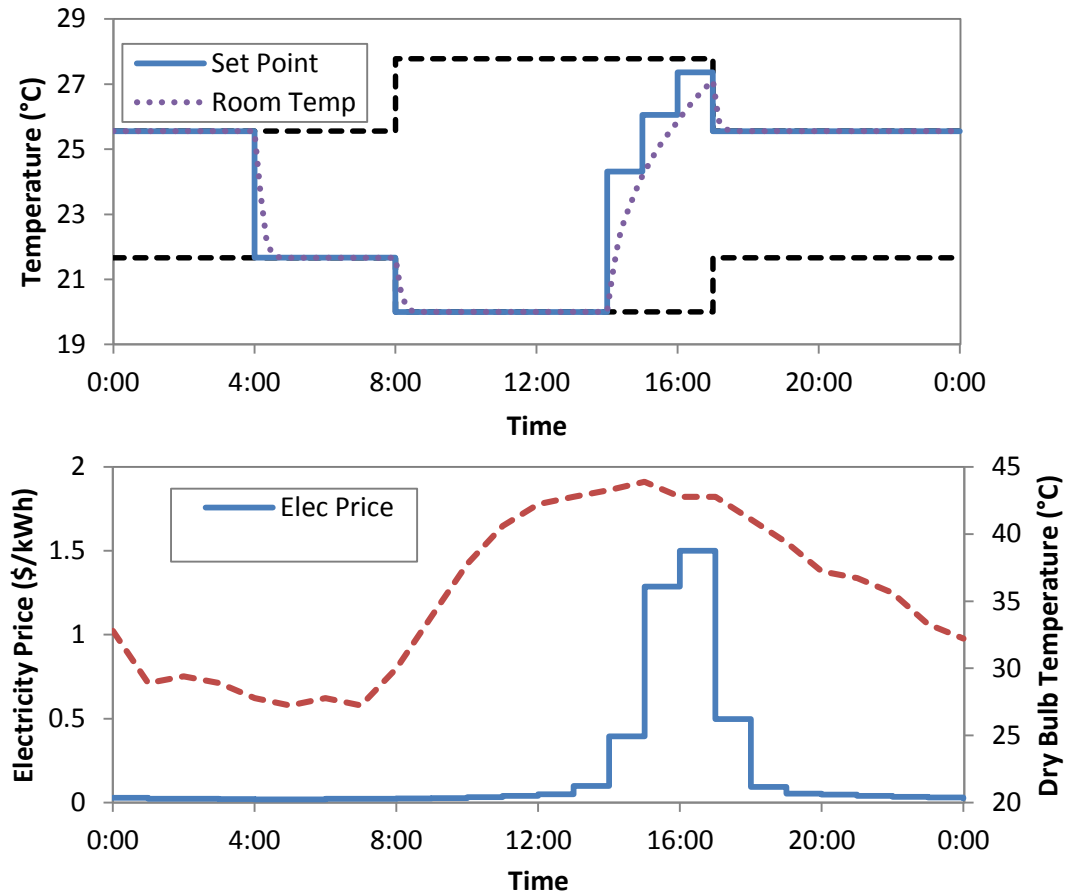 29
27
25
23
21
19
Temperature (°C)
Set Point
Room Temp
0:00 4:00 8:00 12:00 16:00 20:00 0:00
Time
2
1.5
1
0.5
0
Electricity Price ($/kWh)
Elec Price
45
40
35
30
25
20
Dry Bulb Temperature (°C)
0:00 4:00 8:00 12:00 16:00 20:00 0:00
Time